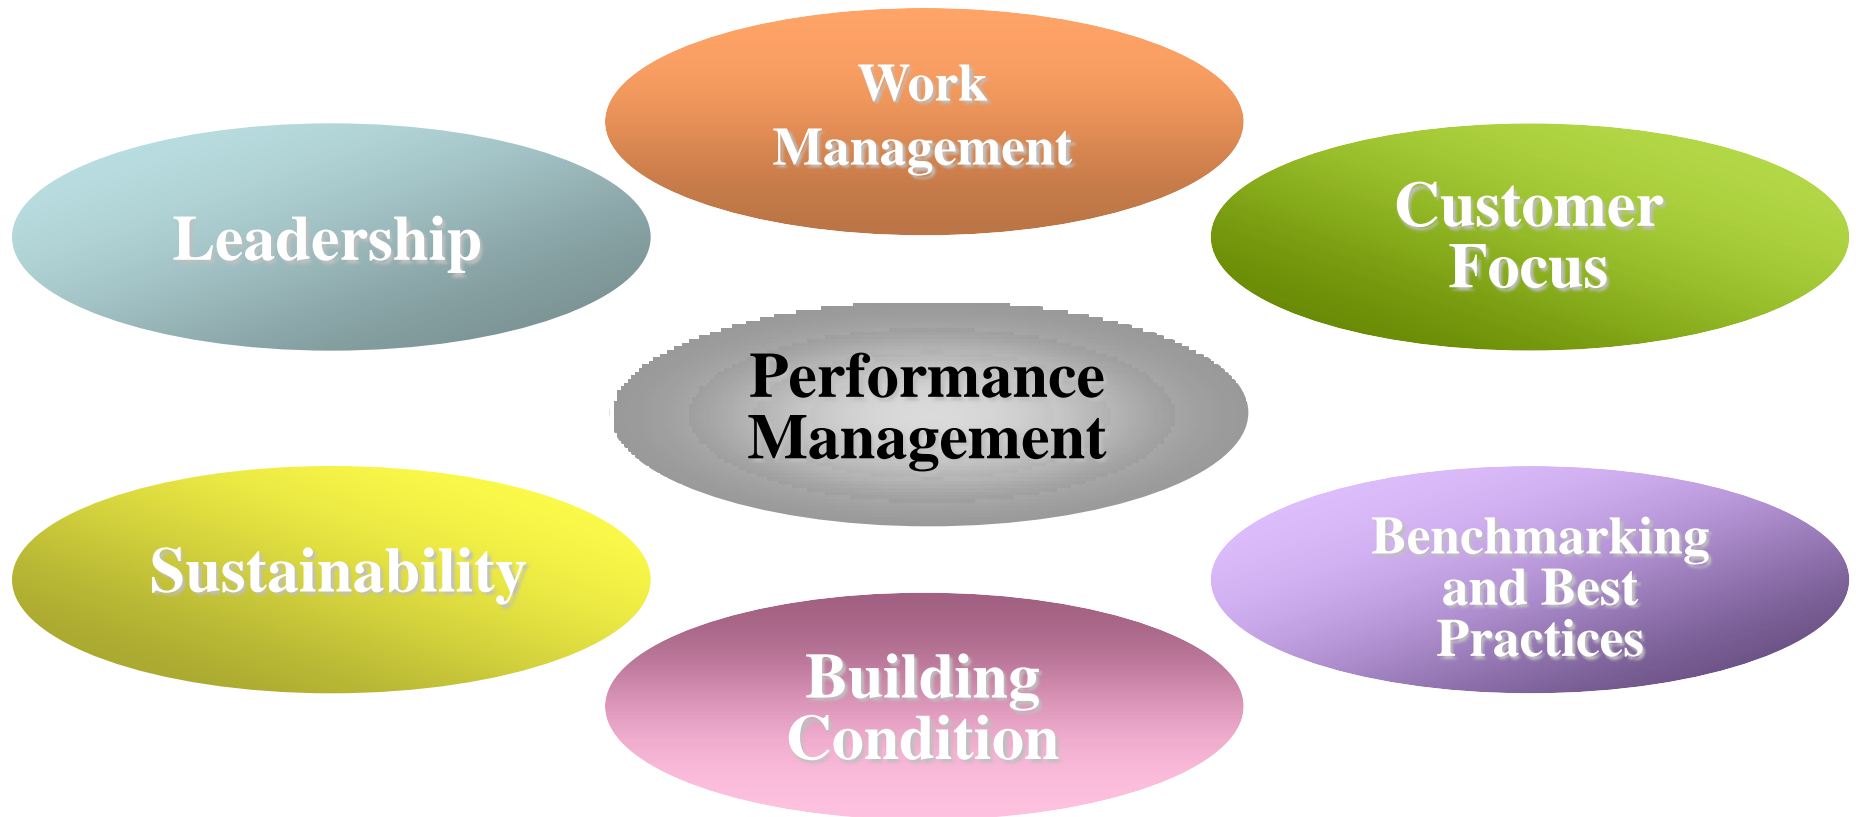 Work
Management
Leadership
Customer
Focus
Performance
Management
Sustainability
Benchmarking
and Best
Practices
Building
Condition